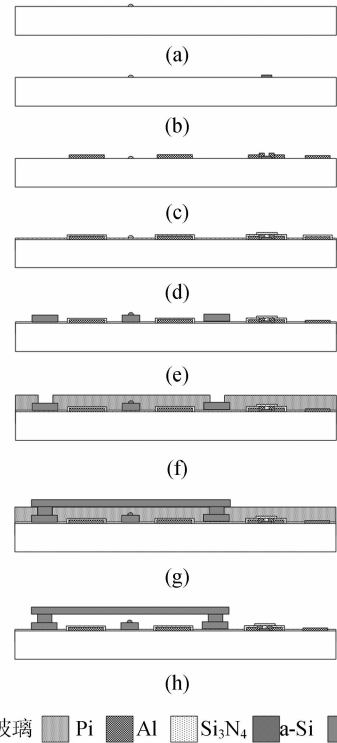 (a)
(b)
(c)
(d)
(e)
(f)
(g)
(h)
玻璃 Pi Al Si₃N₄ a-Si